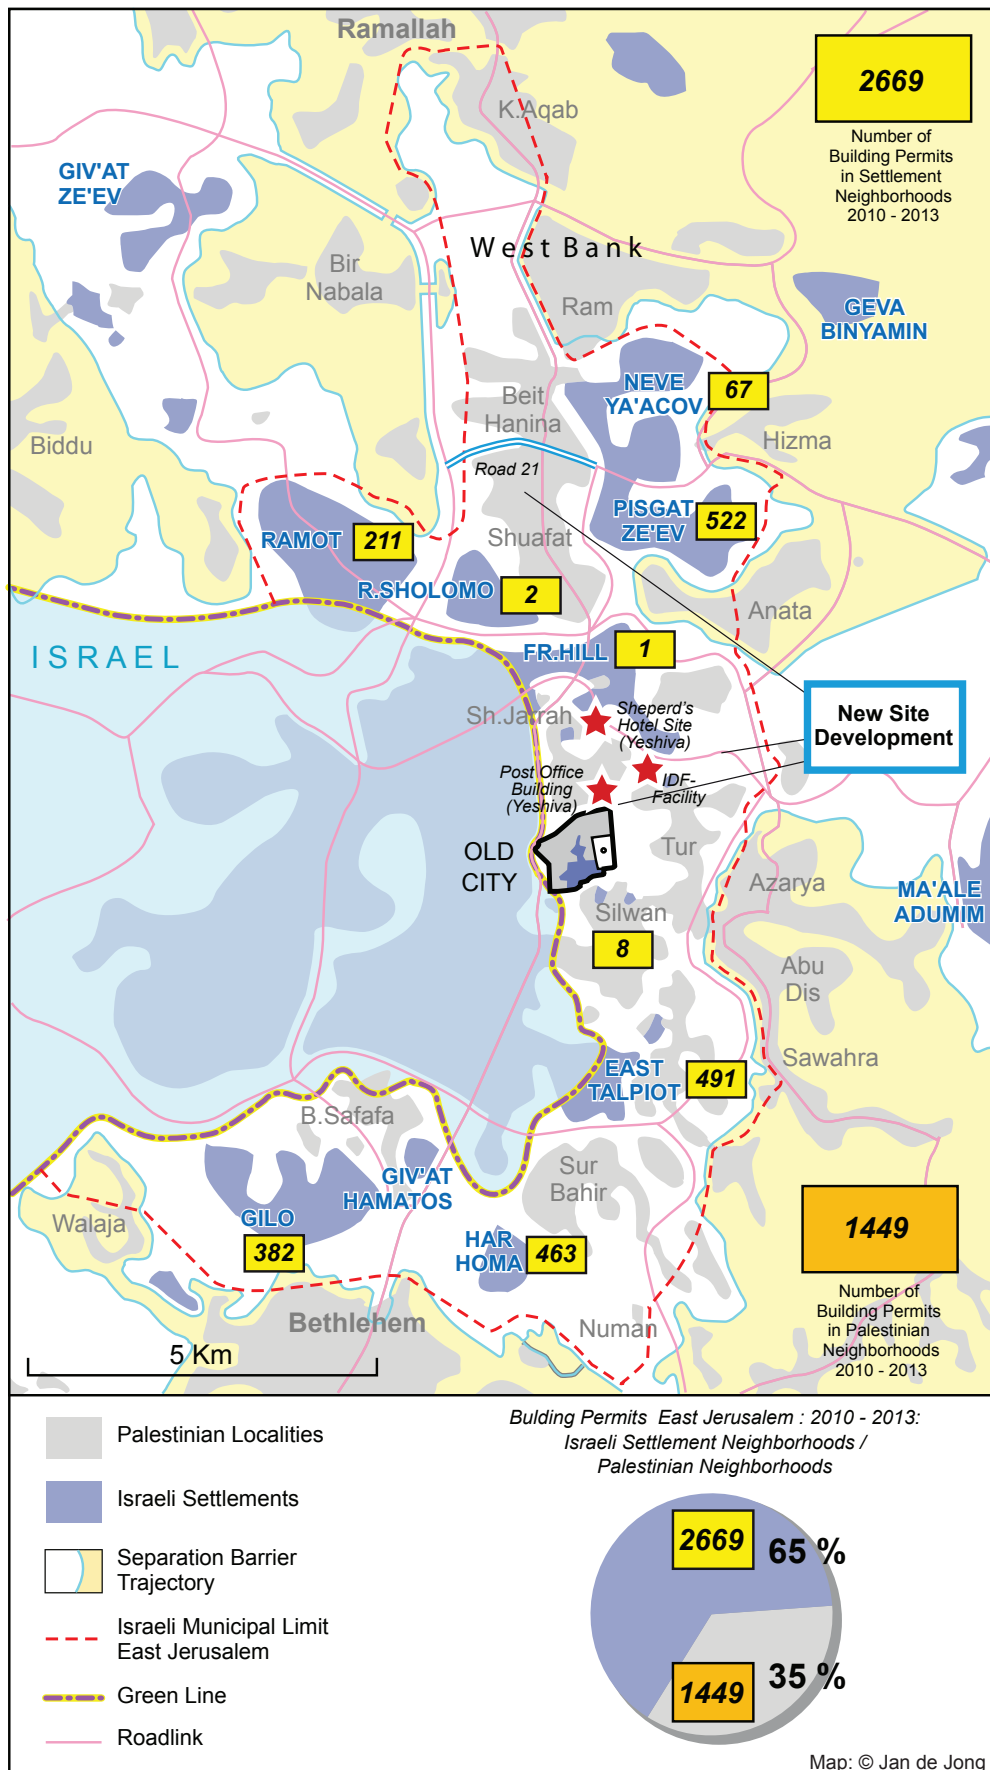 Ramallah
K.Aqab
2669
Number of
Building Permits
in Settlement
Neighborhoods
2010 - 2013
GIV'AT
ZE'EV
West Bank
Bir
Nabala
Ram
GEVA
BINYAMIN
NEVE
YA'ACOV
67
Beit
Hanina
Biddu
Hizma
Road 21
PISGAT
ZE'EV
522
RAMOT
211
Shuafat
R.SHOLOMO
2
Anata
ISRAEL
FR.HILL
1
Sh.Jarrah
Sheperd's
Hotel Site
(Yeshiva)
New Site
Development
Post Office
Building
(Yeshiva)
IDF-
Facility
OLD
CITY
Tur
Azarya
MA'ALE
ADUMIM
Silwan
8
Abu
Dis
Sawahra
EAST
TALPIOT
491
B.Safafa
GIV'AT
HAMATOS
Sur
Bahir
Walaja
GILO
382
HAR
HOMA
463
1449
Number of
Building Permits
in Palestinian
Neighborhoods
2010 - 2013
Bethlehem
Numan
5 Km
Palestinian Localities
Israeli Settlements
Separation Barrier
Trajectory
Israeli Municipal Limit
East Jerusalem
Green Line
Roadlink
Bulding Permits East Jerusalem : 2010 - 2013:
Israeli Settlement Neighborhoods /
Palestinian Neighborhoods
2669
65 %
1449
35 %
Map: © Jan de Jong